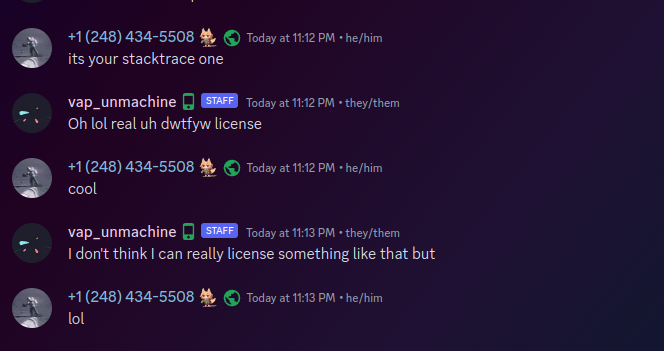 +1 (248) 434-5508 Today at 11:12 PM • he/him
its your stacktrace one
vap_unmachine STAFF Today at 11:12 PM • they/them
Oh lol real uh dwtfyw license
+1 (248) 434-5508 Today at 11:12 PM • he/him
cool
vap_unmachine STAFF Today at 11:13 PM • they/them
I don't think I can really license something like that but
+1 (248) 434-5508 Today at 11:13 PM • he/him
lol